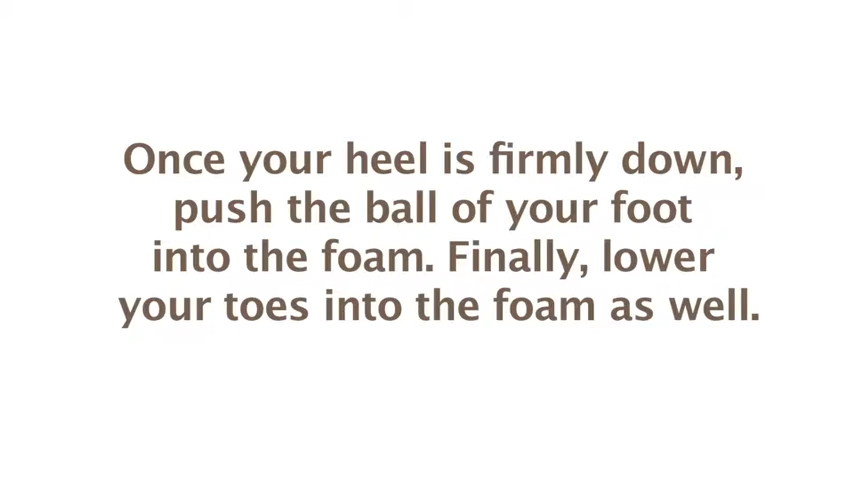 Once your heel is firmly down,
push the ball of your foot
into the foam. Finally, lower
your toes into the foam as well.